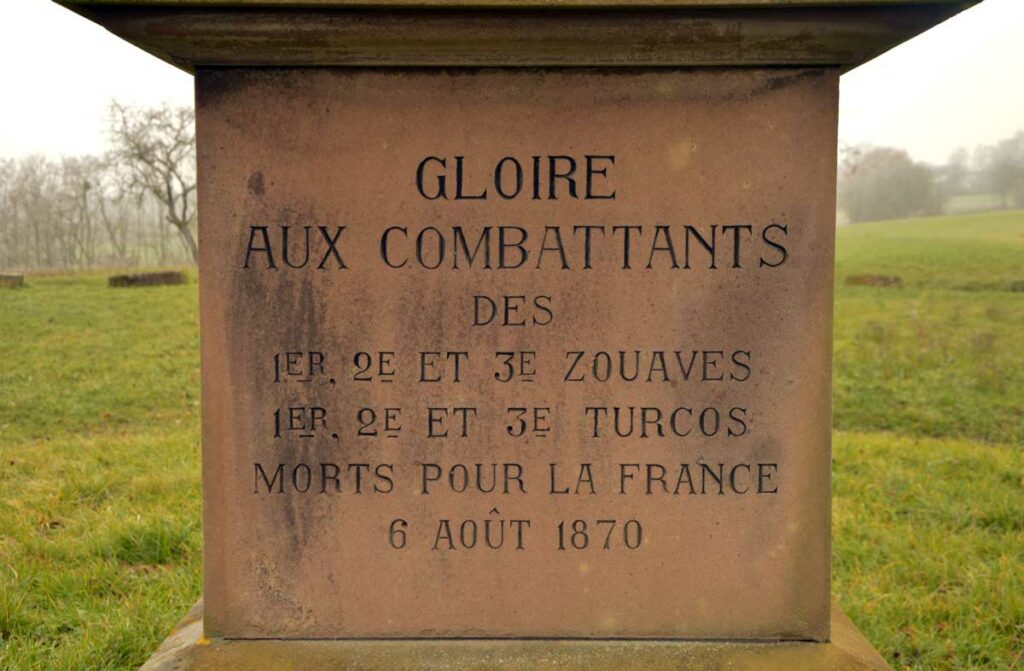 GLOIRE
AUX COMBATTANTS
DES
1ER, 2E ET 3E ZOUAVES
1ER, 2E ET 3E TURCOS
MORTS POUR LA FRANCE
6 AOÛT 1870